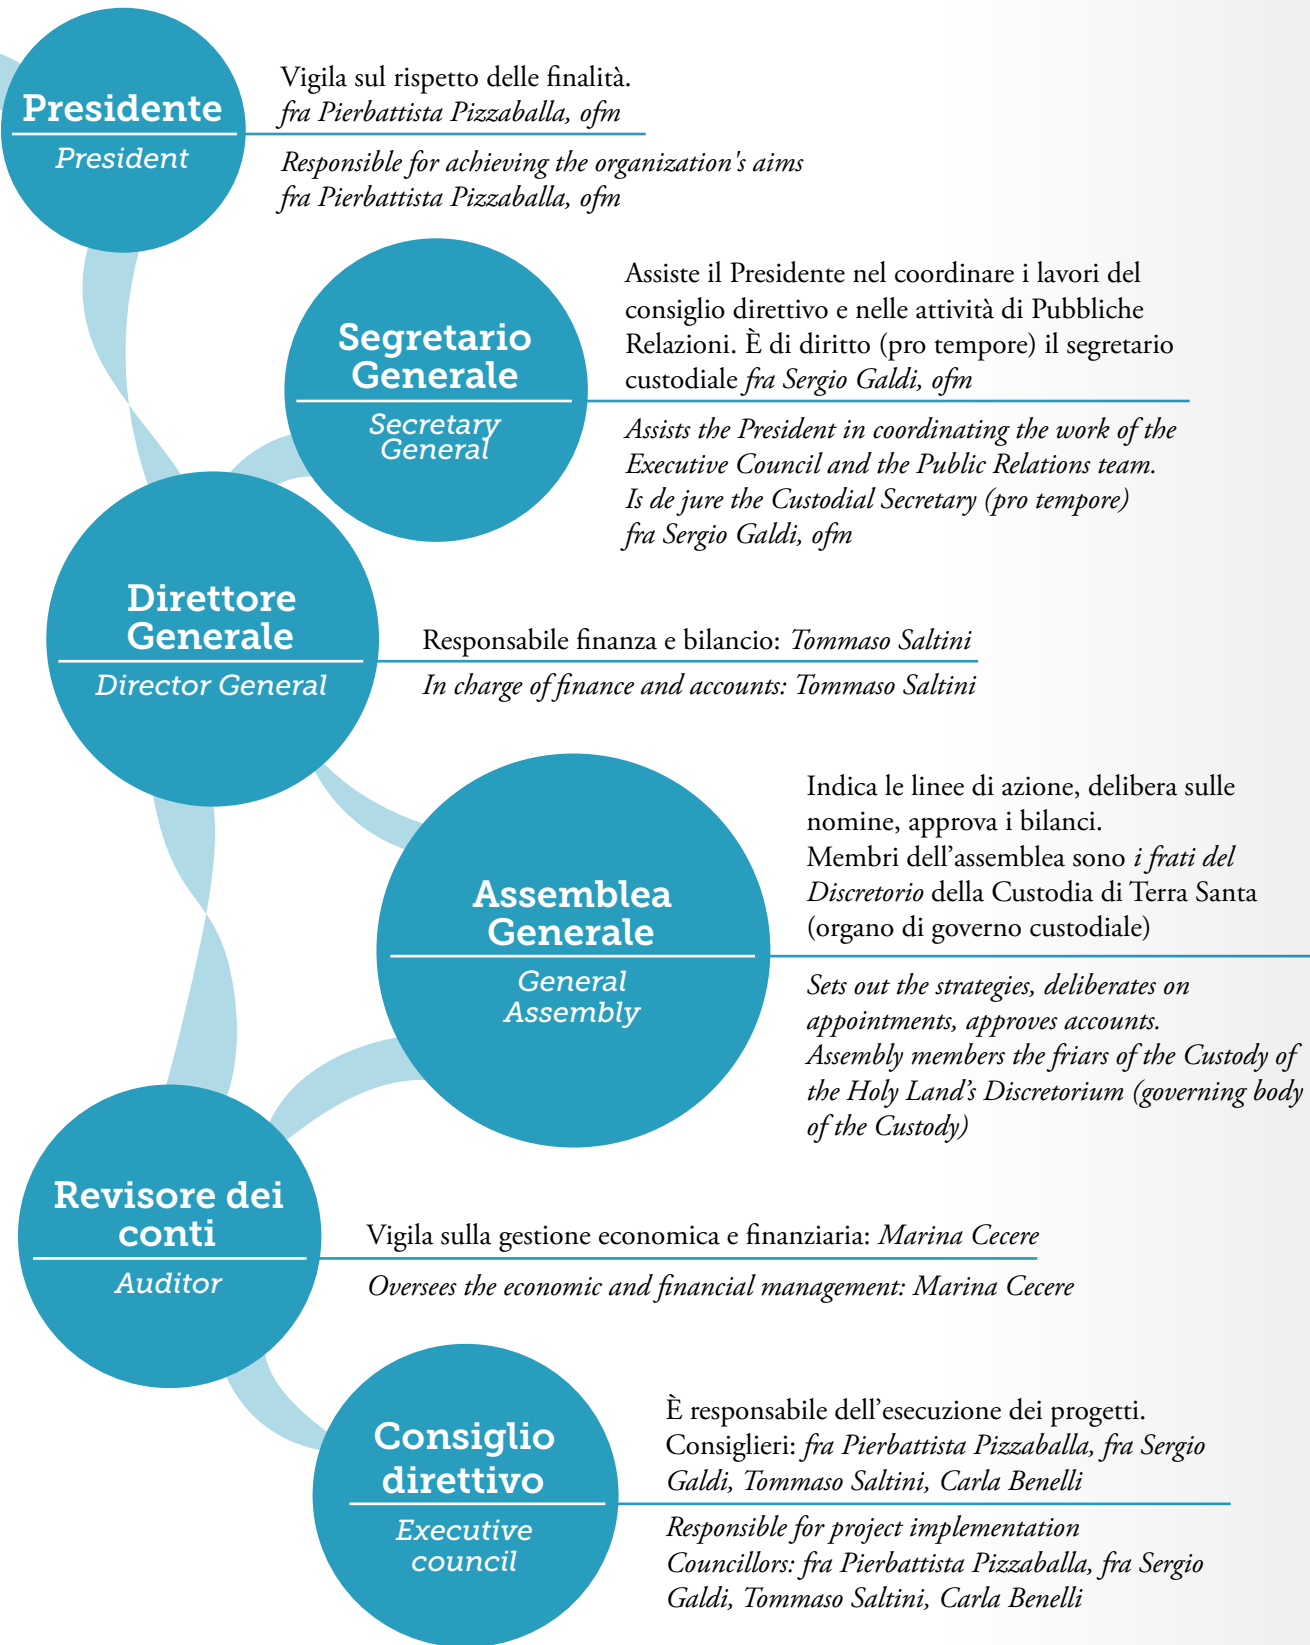 Presidente
President
Vigila sul rispetto delle finalità.
fra Pierbattista Pizzaballa, ofm
Responsible for achieving the organization's aims
fra Pierbattista Pizzaballa, ofm
Segretario
Generale
Secretary
General
Assiste il Presidente nel coordinare i lavori del
consiglio direttivo e nelle attività di Pubbliche
Relazioni. È di diritto (pro tempore) il segretario
custodiale fra Sergio Galdi, ofm
Assists the President in coordinating the work of the
Executive Council and the Public Relations team.
Is de jure the Custodial Secretary (pro tempore)
fra Sergio Galdi, ofm
Direttore
Generale
Director General
Responsabile finanza e bilancio: Tommaso Saltini
In charge of finance and accounts: Tommaso Saltini
Assemblea
Generale
General
Assembly
Indica le linee di azione, delibera sulle
nomine, approva i bilanci.
Membri dell’assemblea sono i frati del
Discretorio della Custodia di Terra Santa
(organo di governo custodiale)
Sets out the strategies, deliberates on
appointments, approves accounts.
Assembly members the friars of the Custody of
the Holy Land’s Discretorium (governing body
of the Custody)
Revisore dei
conti
Auditor
Vigila sulla gestione economica e finanziaria: Marina Cecere
Oversees the economic and financial management: Marina Cecere
Consiglio
direttivo
Executive
council
È responsabile dell’esecuzione dei progetti.
Consiglieri: fra Pierbattista Pizzaballa, fra Sergio
Galdi, Tommaso Saltini, Carla Benelli
Responsible for project implementation
Councillors: fra Pierbattista Pizzaballa, fra Sergio
Galdi, Tommaso Saltini, Carla Benelli